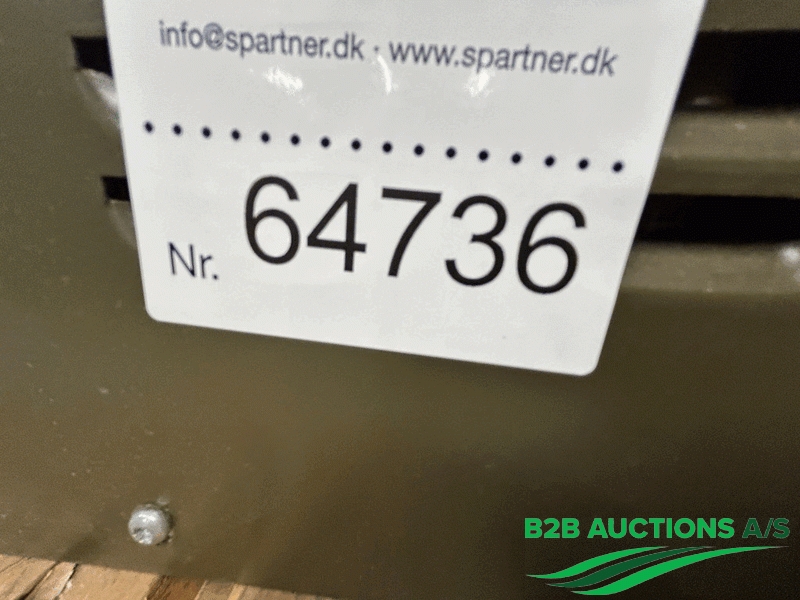 info@spartner.dk · www.spartner.dk
Nr. 64736
B2B AUCTIONS A/S